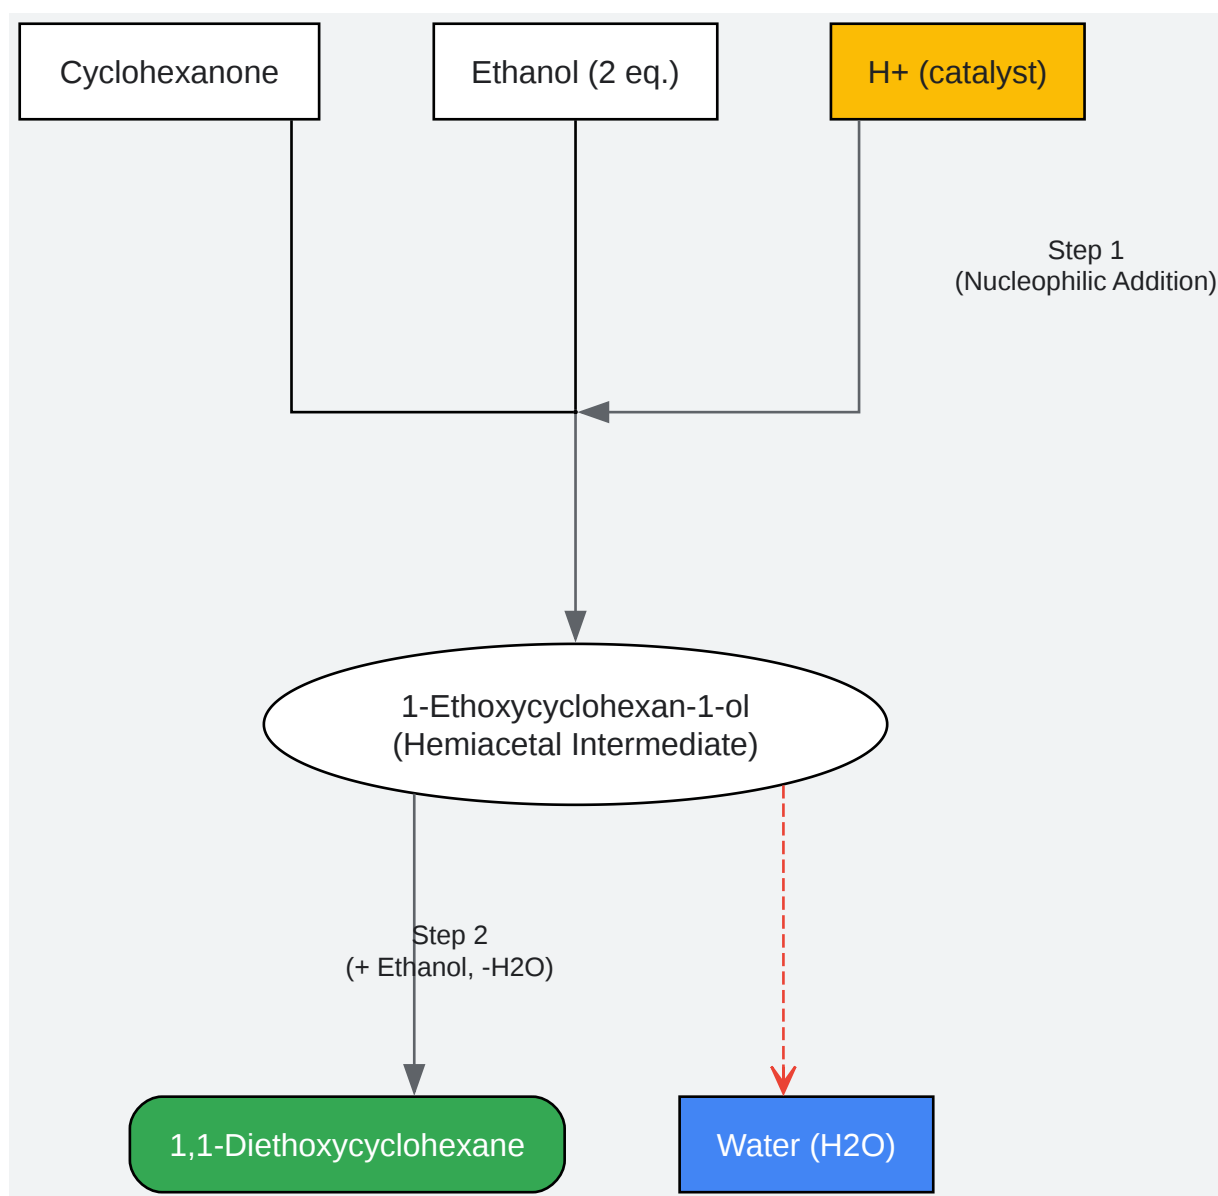 Cyclohexanone
Ethanol (2 eq.)
H+ (catalyst)
Step 1
(Nucleophilic Addition)
1-Ethoxycyclohexan-1-ol
(Hemiacetal Intermediate)
Step 2
(+ Ethanol, -H2O)
1,1-Diethoxycyclohexane
Water (H2O)